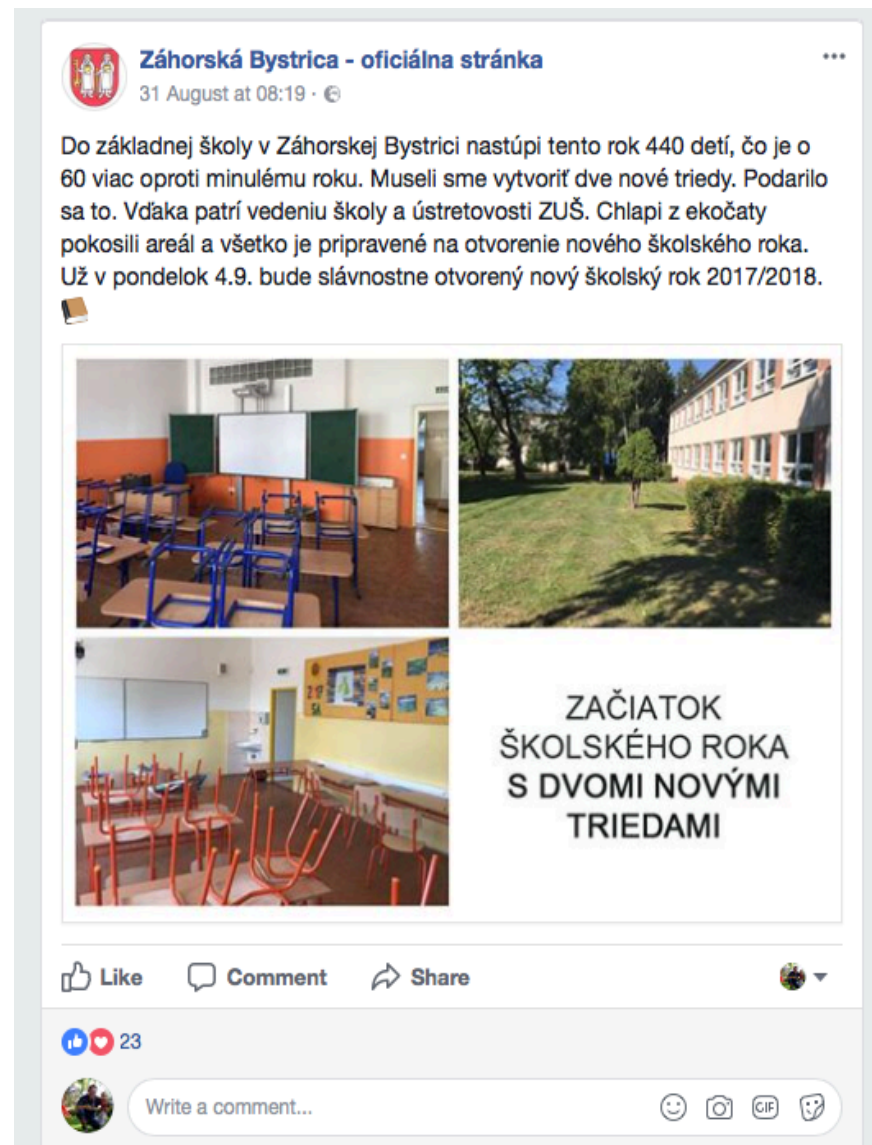 Záhorská Bystrica - oficiálna stránka
31 August at 08:19 ·
Do základnej školy v Záhorskej Bystrici nastúpi tento rok 440 detí, čo je o
60 viac oproti minulému roku. Museli sme vytvoriť dve nové triedy. Podarilo
sa to. Vďaka patrí vedeniu školy a ústretovosti ZUŠ. Chlapi z ekočaty
pokosili areál a všetko je pripravené na otvorenie nového školského roka.
Už v pondelok 4.9. bude slávnostne otvorený nový školský rok 2017/2018.
ZAČIATOK
ŠKOLSKÉHO ROKA
S DVOMI NOVÝMI
TRIEDAMI
Like Comment Share
23
Write a comment...
GIF